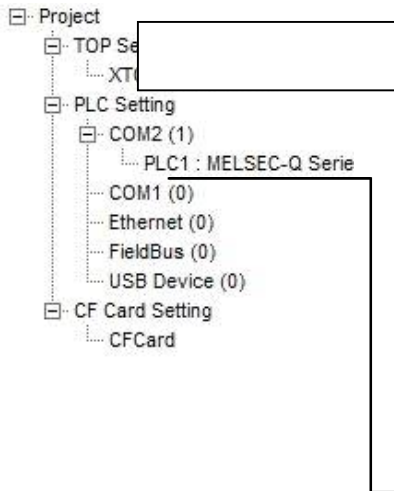 Project
TOP Se
XT
PLC Setting
COM2 (1)
PLC1 : MELSEC-Q Serie
COM1 (0)
Ethernet (0)
FieldBus (0)
USB Device (0)
CF Card Setting
CFCard